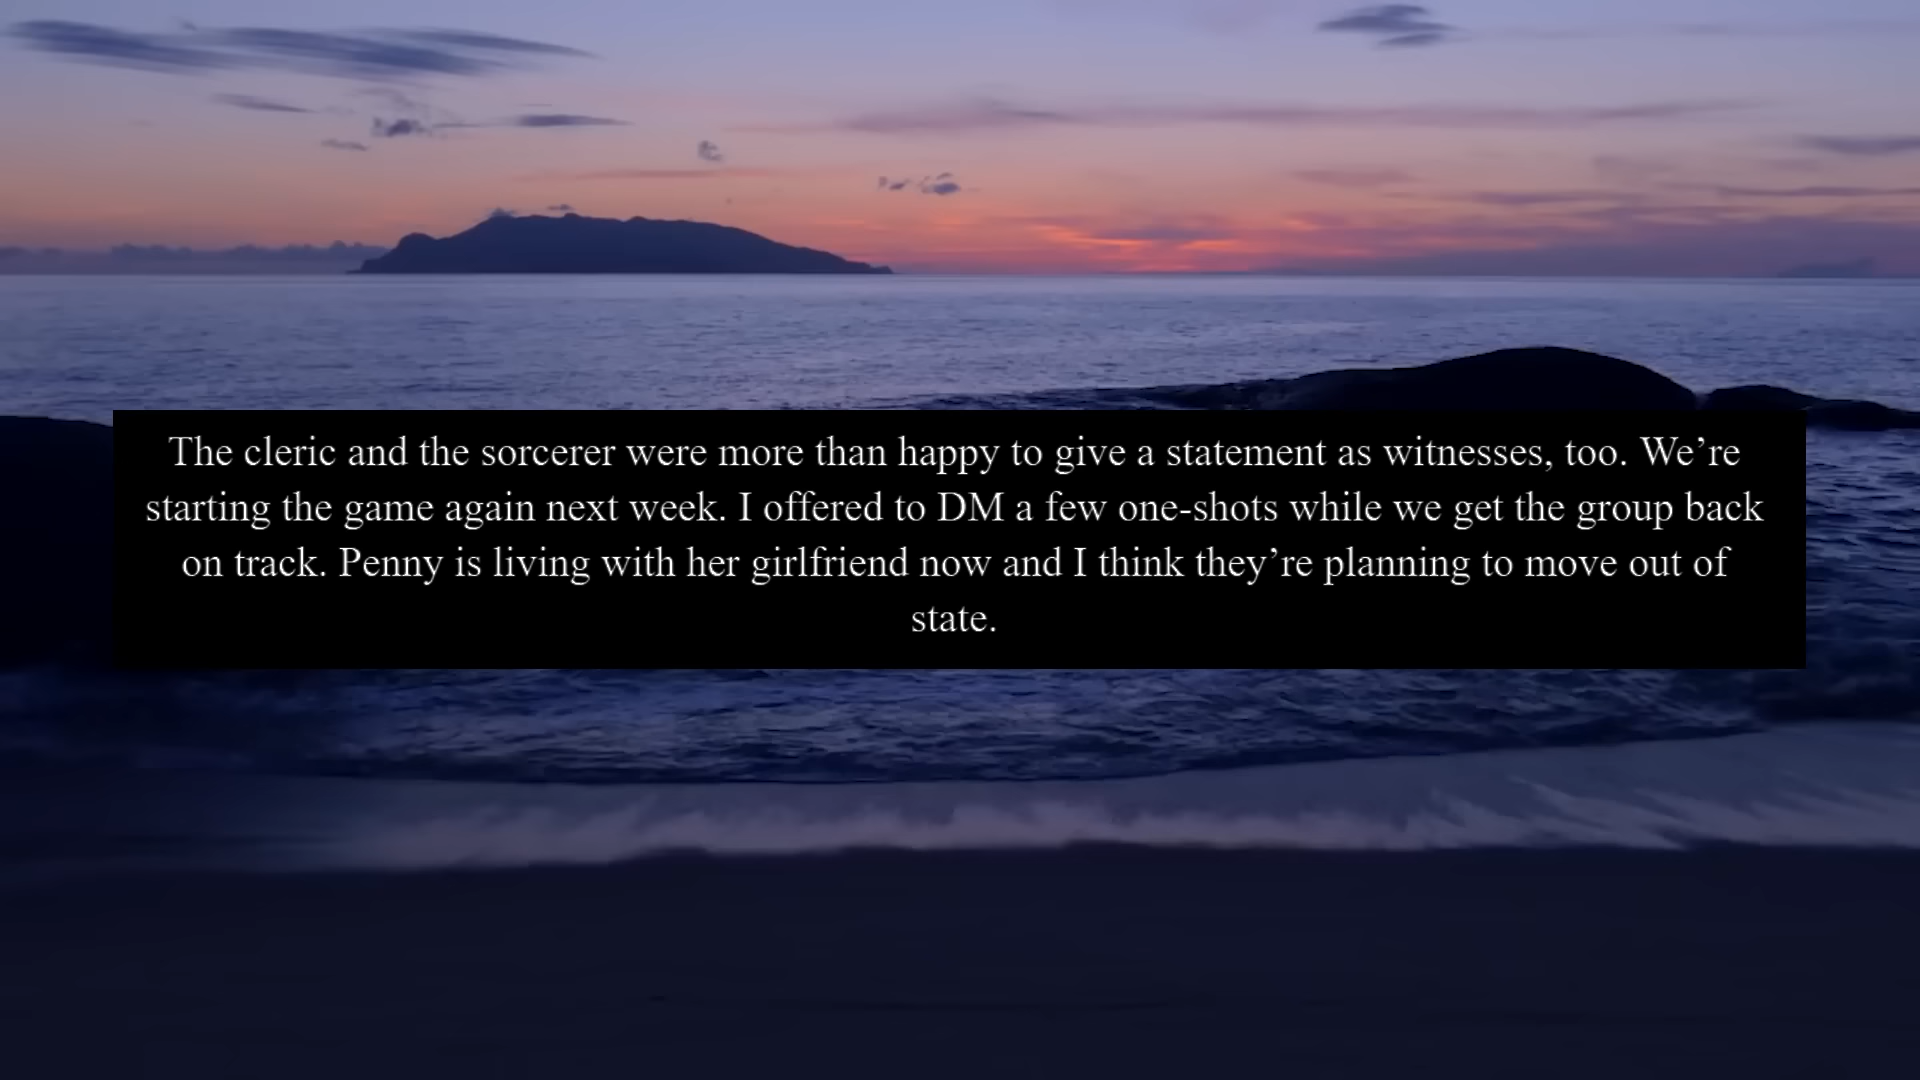 The cleric and the sorcerer were more than happy to give a statement as witnesses, too. We’re
starting the game again next week. I offered to DM a few one-shots while we get the group back
on track. Penny is living with her girlfriend now and I think they’re planning to move out of
state.